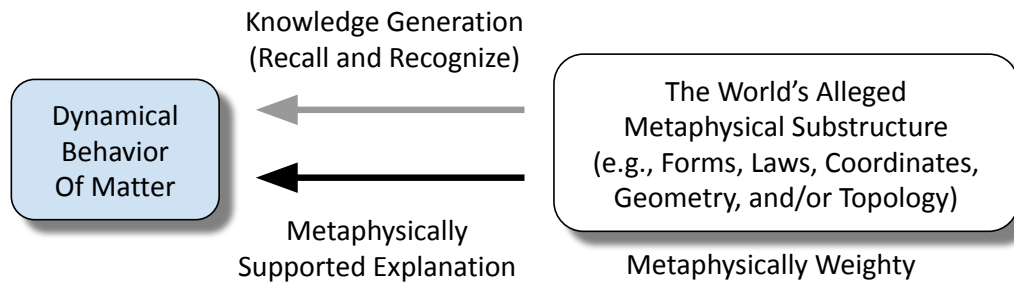 Knowledge Generation
(Recall and Recognize)
Dynamical
Behavior
Of Matter
The World's Alleged
Metaphysical Substructure
(e.g., Forms, Laws, Coordinates,
Geometry, and/or Topology)
Metaphysically
Supported Explanation
Metaphysically Weighty